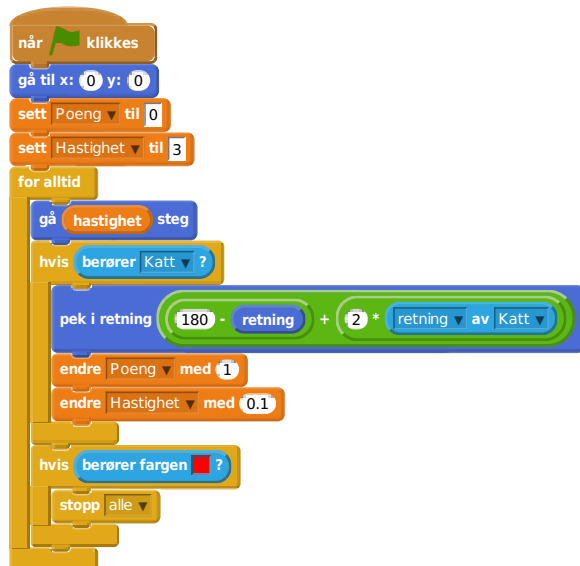 når klikkes
gå til x: 0 y: 0
sett Poeng til 0
sett Hastighet til 3
for alltid
gå hastighet steg
hvis berører Katt ?
pek i retning 180 - retning + 2 * retning av Katt
endre Poeng med 1
endre Hastighet med 0.1
hvis berører fargen ?
stopp alle